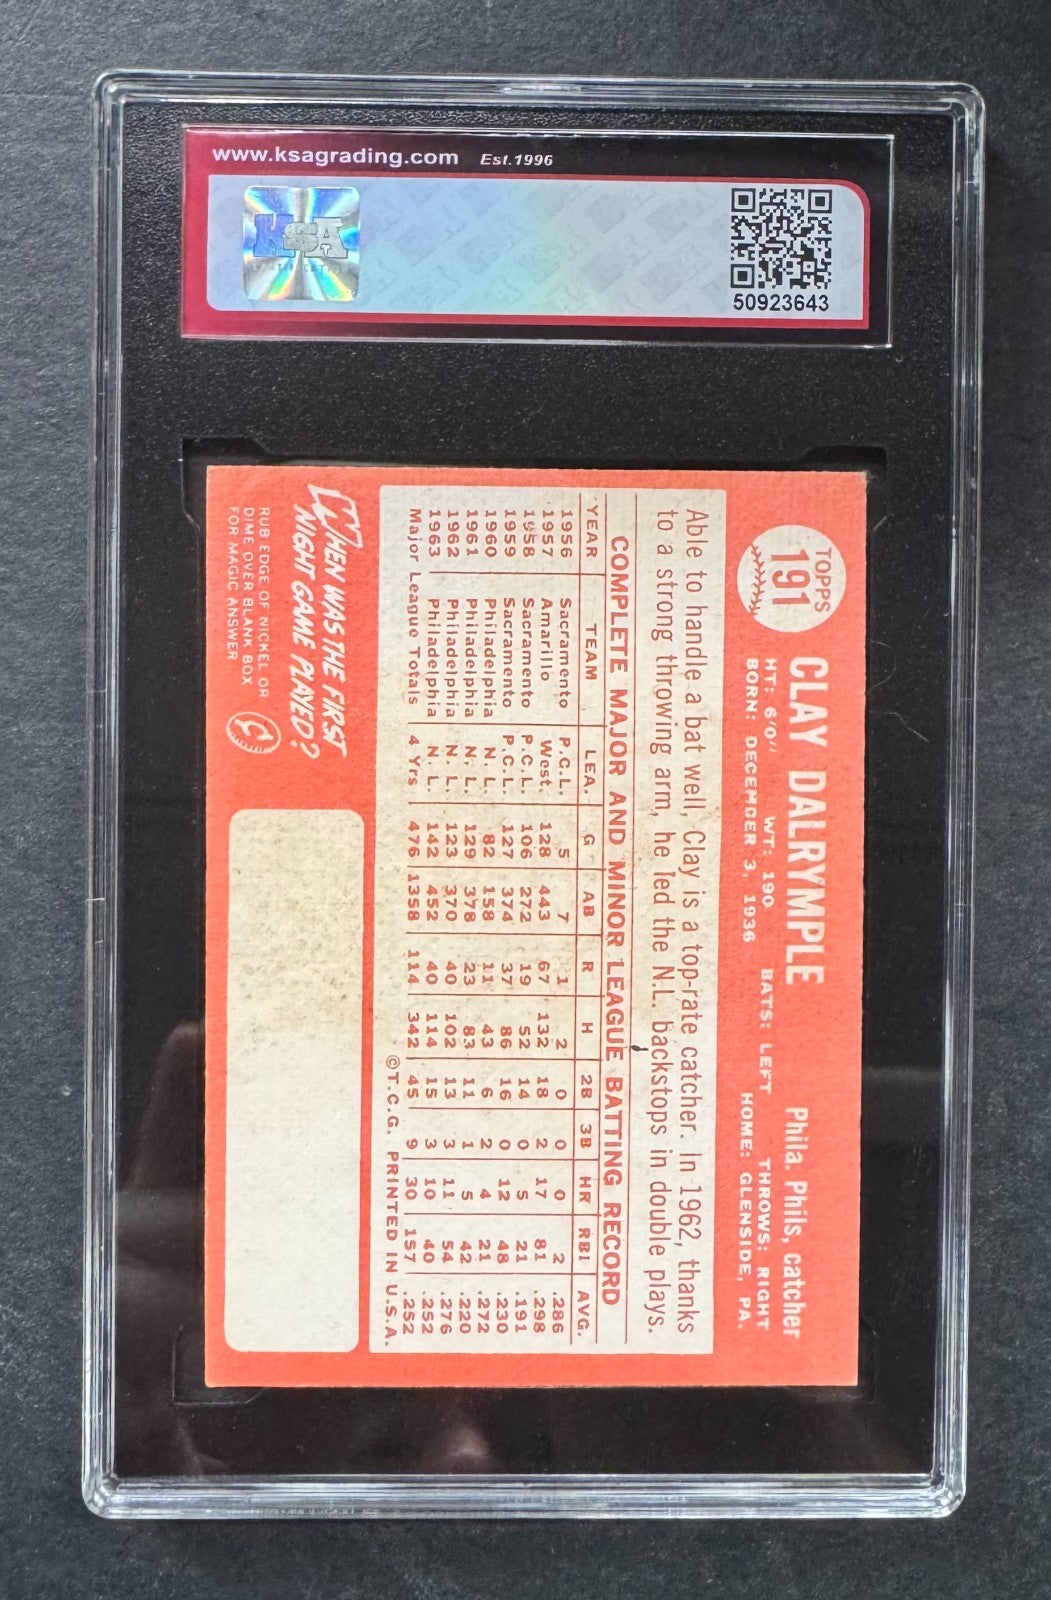 www.ksagrading.com Est.1996
KSA
50923643
TOPPS
191
CLAY DALRYMPLE Phila. Phils, catcher
HT: 6'0" WT: 190 BATS: LEFT THROWS: RIGHT
BORN: DECEMBER 3, 1936 HOME: GLENSIDE, PA.
Able to handle a bat well, Clay is a top-rate catcher. In 1962, thanks
to a strong throwing arm, he led the N.L. backstops in double plays.
COMPLETE MAJOR AND MINOR LEAGUE BATTING RECORD
YEAR TEAM LEA. G AB R H 2B 3B HR RBI AVG.
1956 Sacramento P.C.L. 5 7 1 2 0 0 0 2 .286
1957 Amarillo West. 128 443 67 132 18 2 17 81 .298
1958 Sacramento P.C.L. 106 272 19 52 14 0 5 21 .191
1959 Sacramento P.C.L. 127 374 37 86 16 0 12 48 .230
1960 Philadelphia N. L. 82 158 11 43 6 2 4 21 .272
1961 Philadelphia N. L. 129 378 23 83 11 1 5 42 .220
1962 Philadelphia N. L. 123 370 40 102 13 3 11 54 .276
1963 Philadelphia N. L. 142 452 40 114 15 3 10 40 .252
Major League Totals 4 Yrs 476 1358 114 342 45 9 30 157 .252
©T.C.G. PRINTED IN U.S.A.
WHEN WAS THE FIRST
NIGHT GAME PLAYED?
RUB EDGE OF NICKEL OR
DIME OVER BLANK BOX
FOR MAGIC ANSWER